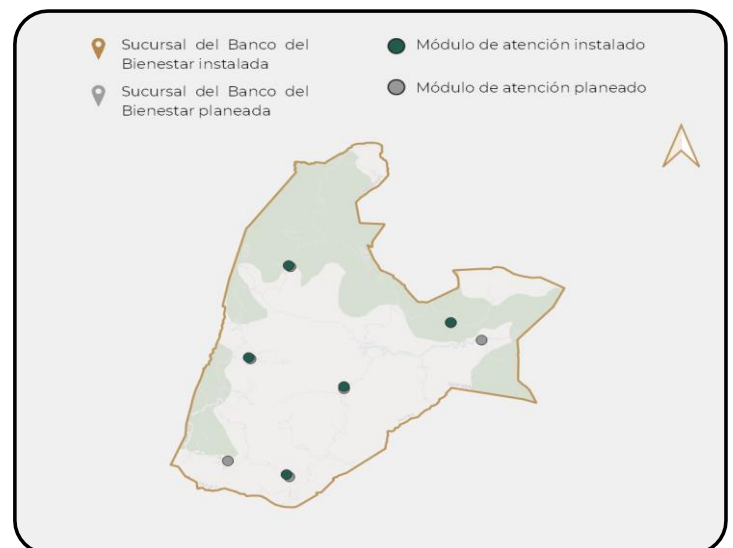 Sucursal del Banco del
Bienestar instalada
Sucursal del Banco del
Bienestar planeada
Módulo de atención instalado
Módulo de atención planeado